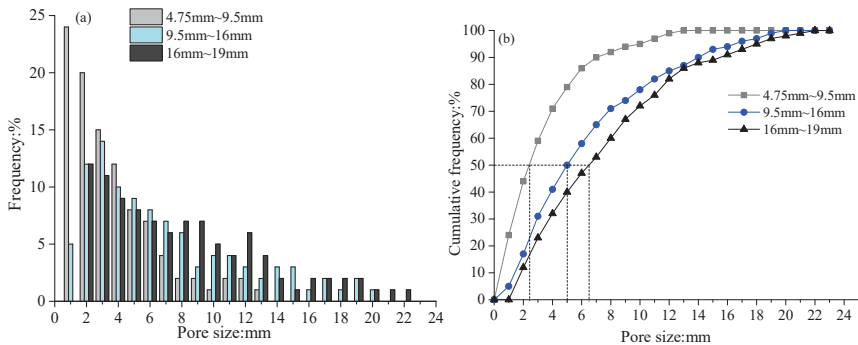 (a)
4.75mm~9.5mm
9.5mm~16mm
16mm~19mm
25
20
15
10
5
0
Frequency:%
0 2 4 6 8 10 12 14 16 18 20 22 24
Pore size:mm
(b)
100
90
80
70
60
50
40
30
20
10
0
Cumulative frequency:%
4.75mm~9.5mm
9.5mm~16mm
16mm~19mm
0 2 4 6 8 10 12 14 16 18 20 22 24
Pore size:mm